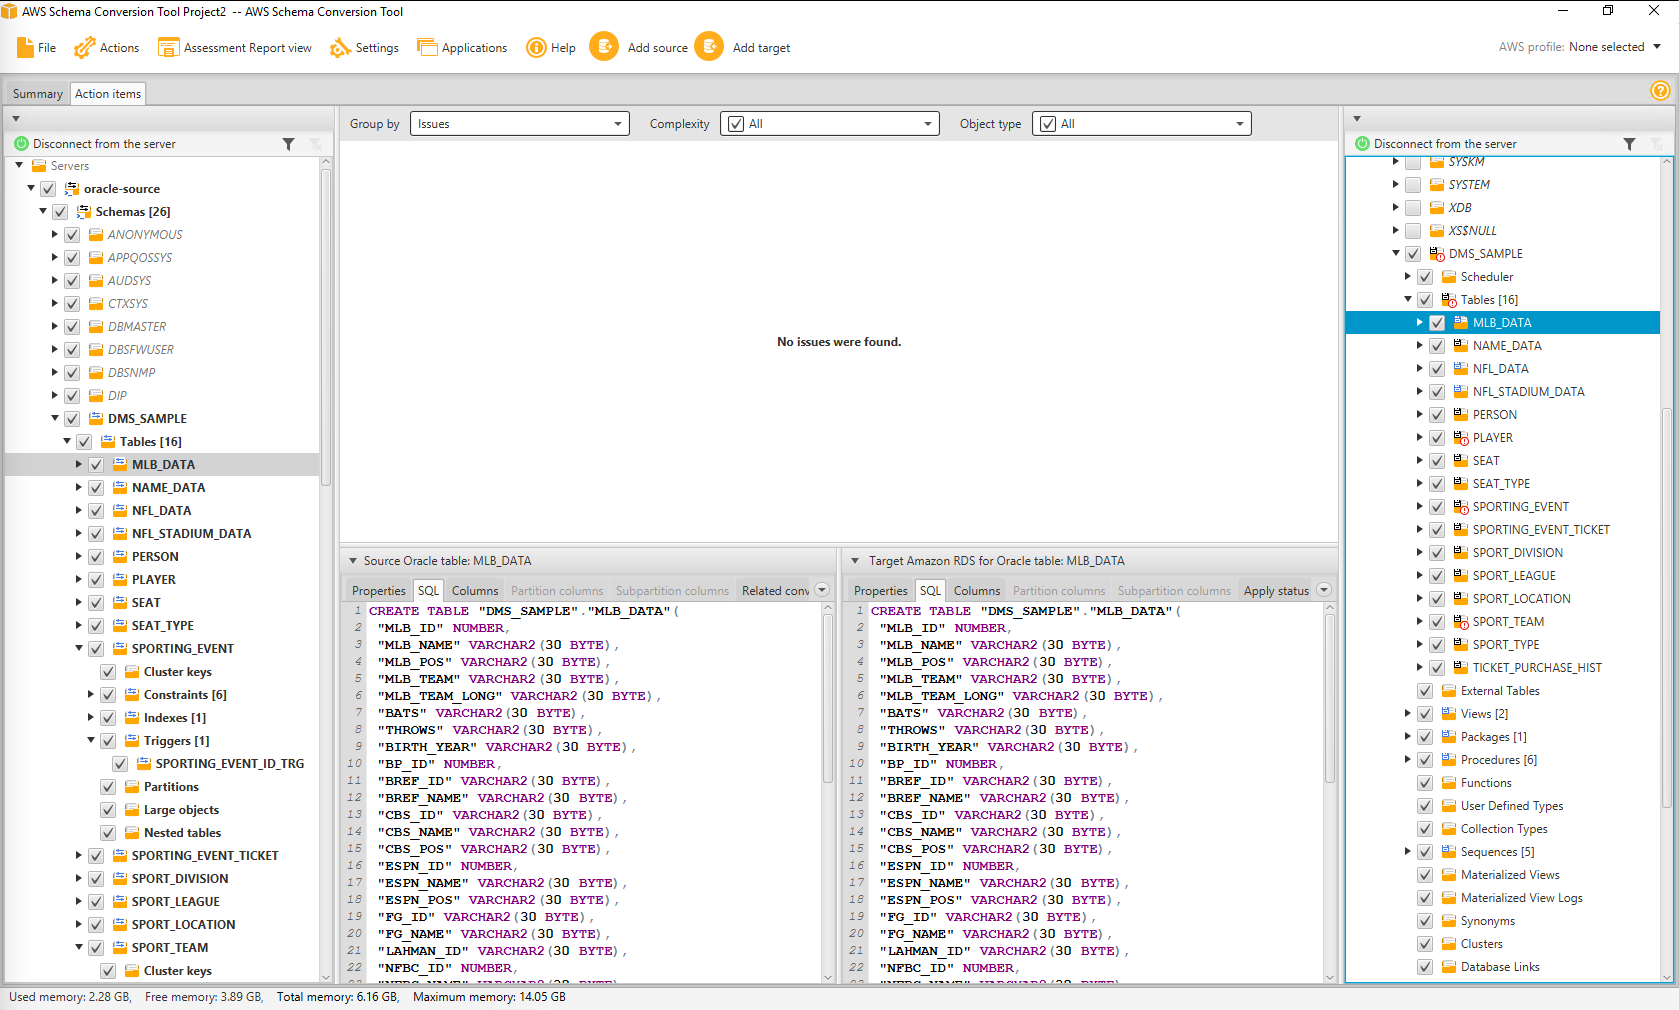 AWS Schema Conversion Tool Project2 -- AWS Schema Conversion Tool
File Actions Assessment Report view Settings Applications Help Add source Add target AWS profile: None selected
Summary Action items
Disconnect from the server
Servers
oracle-source
Schemas [26]
ANONYMOUS
APPQOSSYS
AUDSYS
CTXSYS
DBMASTER
DBSFWUSER
DBSNMP
DIP
DMS_SAMPLE
Tables [16]
MLB_DATA
NAME_DATA
NFL_DATA
NFL_STADIUM_DATA
PERSON
PLAYER
SEAT
SEAT_TYPE
SPORTING_EVENT
Cluster keys
Constraints [6]
Indexes [1]
Triggers [1]
SPORTING_EVENT_ID_TRG
Partitions
Large objects
Nested tables
SPORTING_EVENT_TICKET
SPORT_DIVISION
SPORT_LEAGUE
SPORT_LOCATION
SPORT_TEAM
Cluster keys
Group by Issues Complexity All Object type All
No issues were found.
Source Oracle table: MLB_DATA
Properties SQL Columns Partition columns Subpartition columns Related conv
1 CREATE TABLE "DMS_SAMPLE"."MLB_DATA"(
2 "MLB_ID" NUMBER,
3 "MLB_NAME" VARCHAR2(30 BYTE),
4 "MLB_POS" VARCHAR2(30 BYTE),
5 "MLB_TEAM" VARCHAR2(30 BYTE),
6 "MLB_TEAM_LONG" VARCHAR2(30 BYTE),
7 "BATS" VARCHAR2(30 BYTE),
8 "THROWS" VARCHAR2(30 BYTE),
9 "BIRTH_YEAR" VARCHAR2(30 BYTE),
10 "BP_ID" NUMBER,
11 "BREF_ID" VARCHAR2(30 BYTE),
12 "BREF_NAME" VARCHAR2(30 BYTE),
13 "CBS_ID" VARCHAR2(30 BYTE),
14 "CBS_NAME" VARCHAR2(30 BYTE),
15 "CBS_POS" VARCHAR2(30 BYTE),
16 "ESPN_ID" NUMBER,
17 "ESPN_NAME" VARCHAR2(30 BYTE),
18 "ESPN_POS" VARCHAR2(30 BYTE),
19 "FG_ID" VARCHAR2(30 BYTE),
20 "FG_NAME" VARCHAR2(30 BYTE),
21 "LAHMAN_ID" VARCHAR2(30 BYTE),
22 "NFBC_ID" NUMBER,
Target Amazon RDS for Oracle table: MLB_DATA
Properties SQL Columns Partition columns Subpartition columns Apply status
1 CREATE TABLE "DMS_SAMPLE"."MLB_DATA"(
2 "MLB_ID" NUMBER,
3 "MLB_NAME" VARCHAR2(30 BYTE),
4 "MLB_POS" VARCHAR2(30 BYTE),
5 "MLB_TEAM" VARCHAR2(30 BYTE),
6 "MLB_TEAM_LONG" VARCHAR2(30 BYTE),
7 "BATS" VARCHAR2(30 BYTE),
8 "THROWS" VARCHAR2(30 BYTE),
9 "BIRTH_YEAR" VARCHAR2(30 BYTE),
10 "BP_ID" NUMBER,
11 "BREF_ID" VARCHAR2(30 BYTE),
12 "BREF_NAME" VARCHAR2(30 BYTE),
13 "CBS_ID" VARCHAR2(30 BYTE),
14 "CBS_NAME" VARCHAR2(30 BYTE),
15 "CBS_POS" VARCHAR2(30 BYTE),
16 "ESPN_ID" NUMBER,
17 "ESPN_NAME" VARCHAR2(30 BYTE),
18 "ESPN_POS" VARCHAR2(30 BYTE),
19 "FG_ID" VARCHAR2(30 BYTE),
20 "FG_NAME" VARCHAR2(30 BYTE),
21 "LAHMAN_ID" VARCHAR2(30 BYTE),
22 "NFBC_ID" NUMBER,
Disconnect from the server
SYSKM
SYSTEM
XDB
XS$NULL
DMS_SAMPLE
Scheduler
Tables [16]
MLB_DATA
NAME_DATA
NFL_DATA
NFL_STADIUM_DATA
PERSON
PLAYER
SEAT
SEAT_TYPE
SPORTING_EVENT
SPORTING_EVENT_TICKET
SPORT_DIVISION
SPORT_LEAGUE
SPORT_LOCATION
SPORT_TEAM
SPORT_TYPE
TICKET_PURCHASE_HIST
External Tables
Views [2]
Packages [1]
Procedures [6]
Functions
User Defined Types
Collection Types
Sequences [5]
Materialized Views
Materialized View Logs
Synonyms
Clusters
Database Links
Used memory: 2.28 GB, Free memory: 3.89 GB, Total memory: 6.16 GB, Maximum memory: 14.05 GB